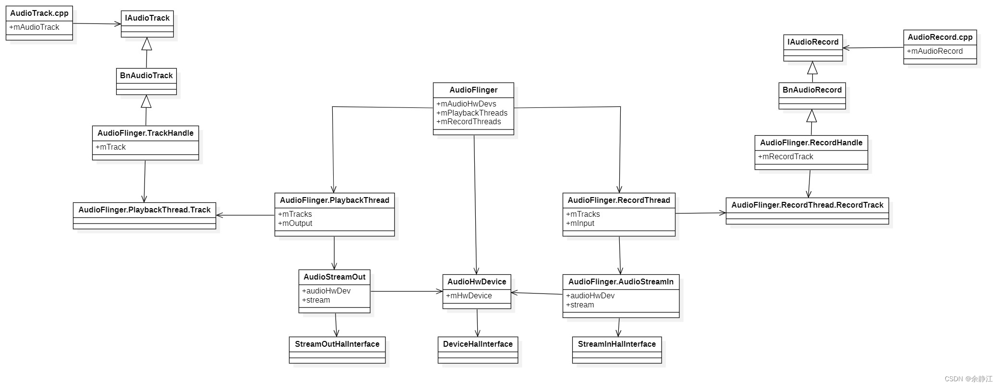 AudioTrack.cpp
+mAudioTrack
IAudioTrack
BnAudioTrack
AudioFlinger.TrackHandle
+mTrack
AudioFlinger.PlaybackThread.Track
AudioFlinger
+mAudioHwDevs
+mPlaybackThreads
+mRecordThreads
AudioFlinger.PlaybackThread
+mTracks
+mOutput
AudioStreamOut
+audioHwDev
+stream
StreamOutHalInterface
AudioHwDevice
+mHwDevice
DeviceHalInterface
AudioFlinger.RecordThread
+mTracks
+mInput
AudioFlinger.AudioStreamIn
+audioHwDev
+stream
StreamInHalInterface
IAudioRecord
AudioRecord.cpp
+mAudioRecord
BnAudioRecord
AudioFlinger.RecordHandle
+mRecordTrack
AudioFlinger.RecordThread.RecordTrack
CSDN @余静江